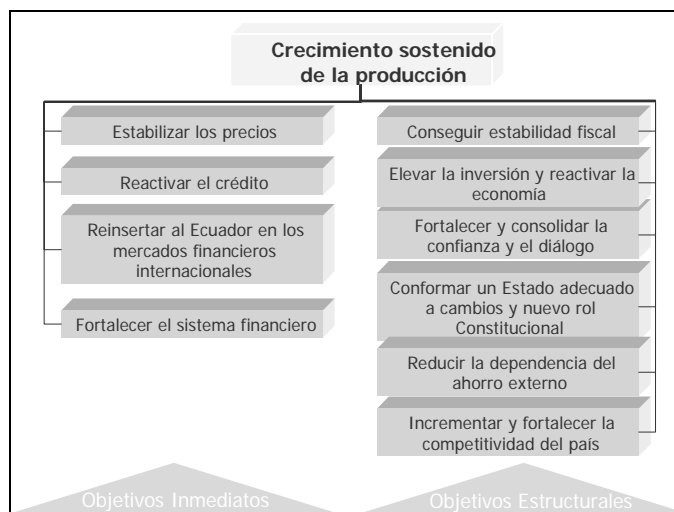 Crecimiento sostenido
de la producción
Estabilizar los precios
Reactivar el crédito
Reinsertar al Ecuador en los
mercados financieros
internacionales
Fortalecer el sistema financiero
Conseguir estabilidad fiscal
Elevar la inversión y reactivar la
economía
Fortalecer y consolidar la
confianza y el diálogo
Conformar un Estado adecuado
a cambios y nuevo rol
Constitucional
Reducir la dependencia del
ahorro externo
Incrementar y fortalecer la
competitividad del país
Objetivos Inmediatos
Objetivos Estructurales